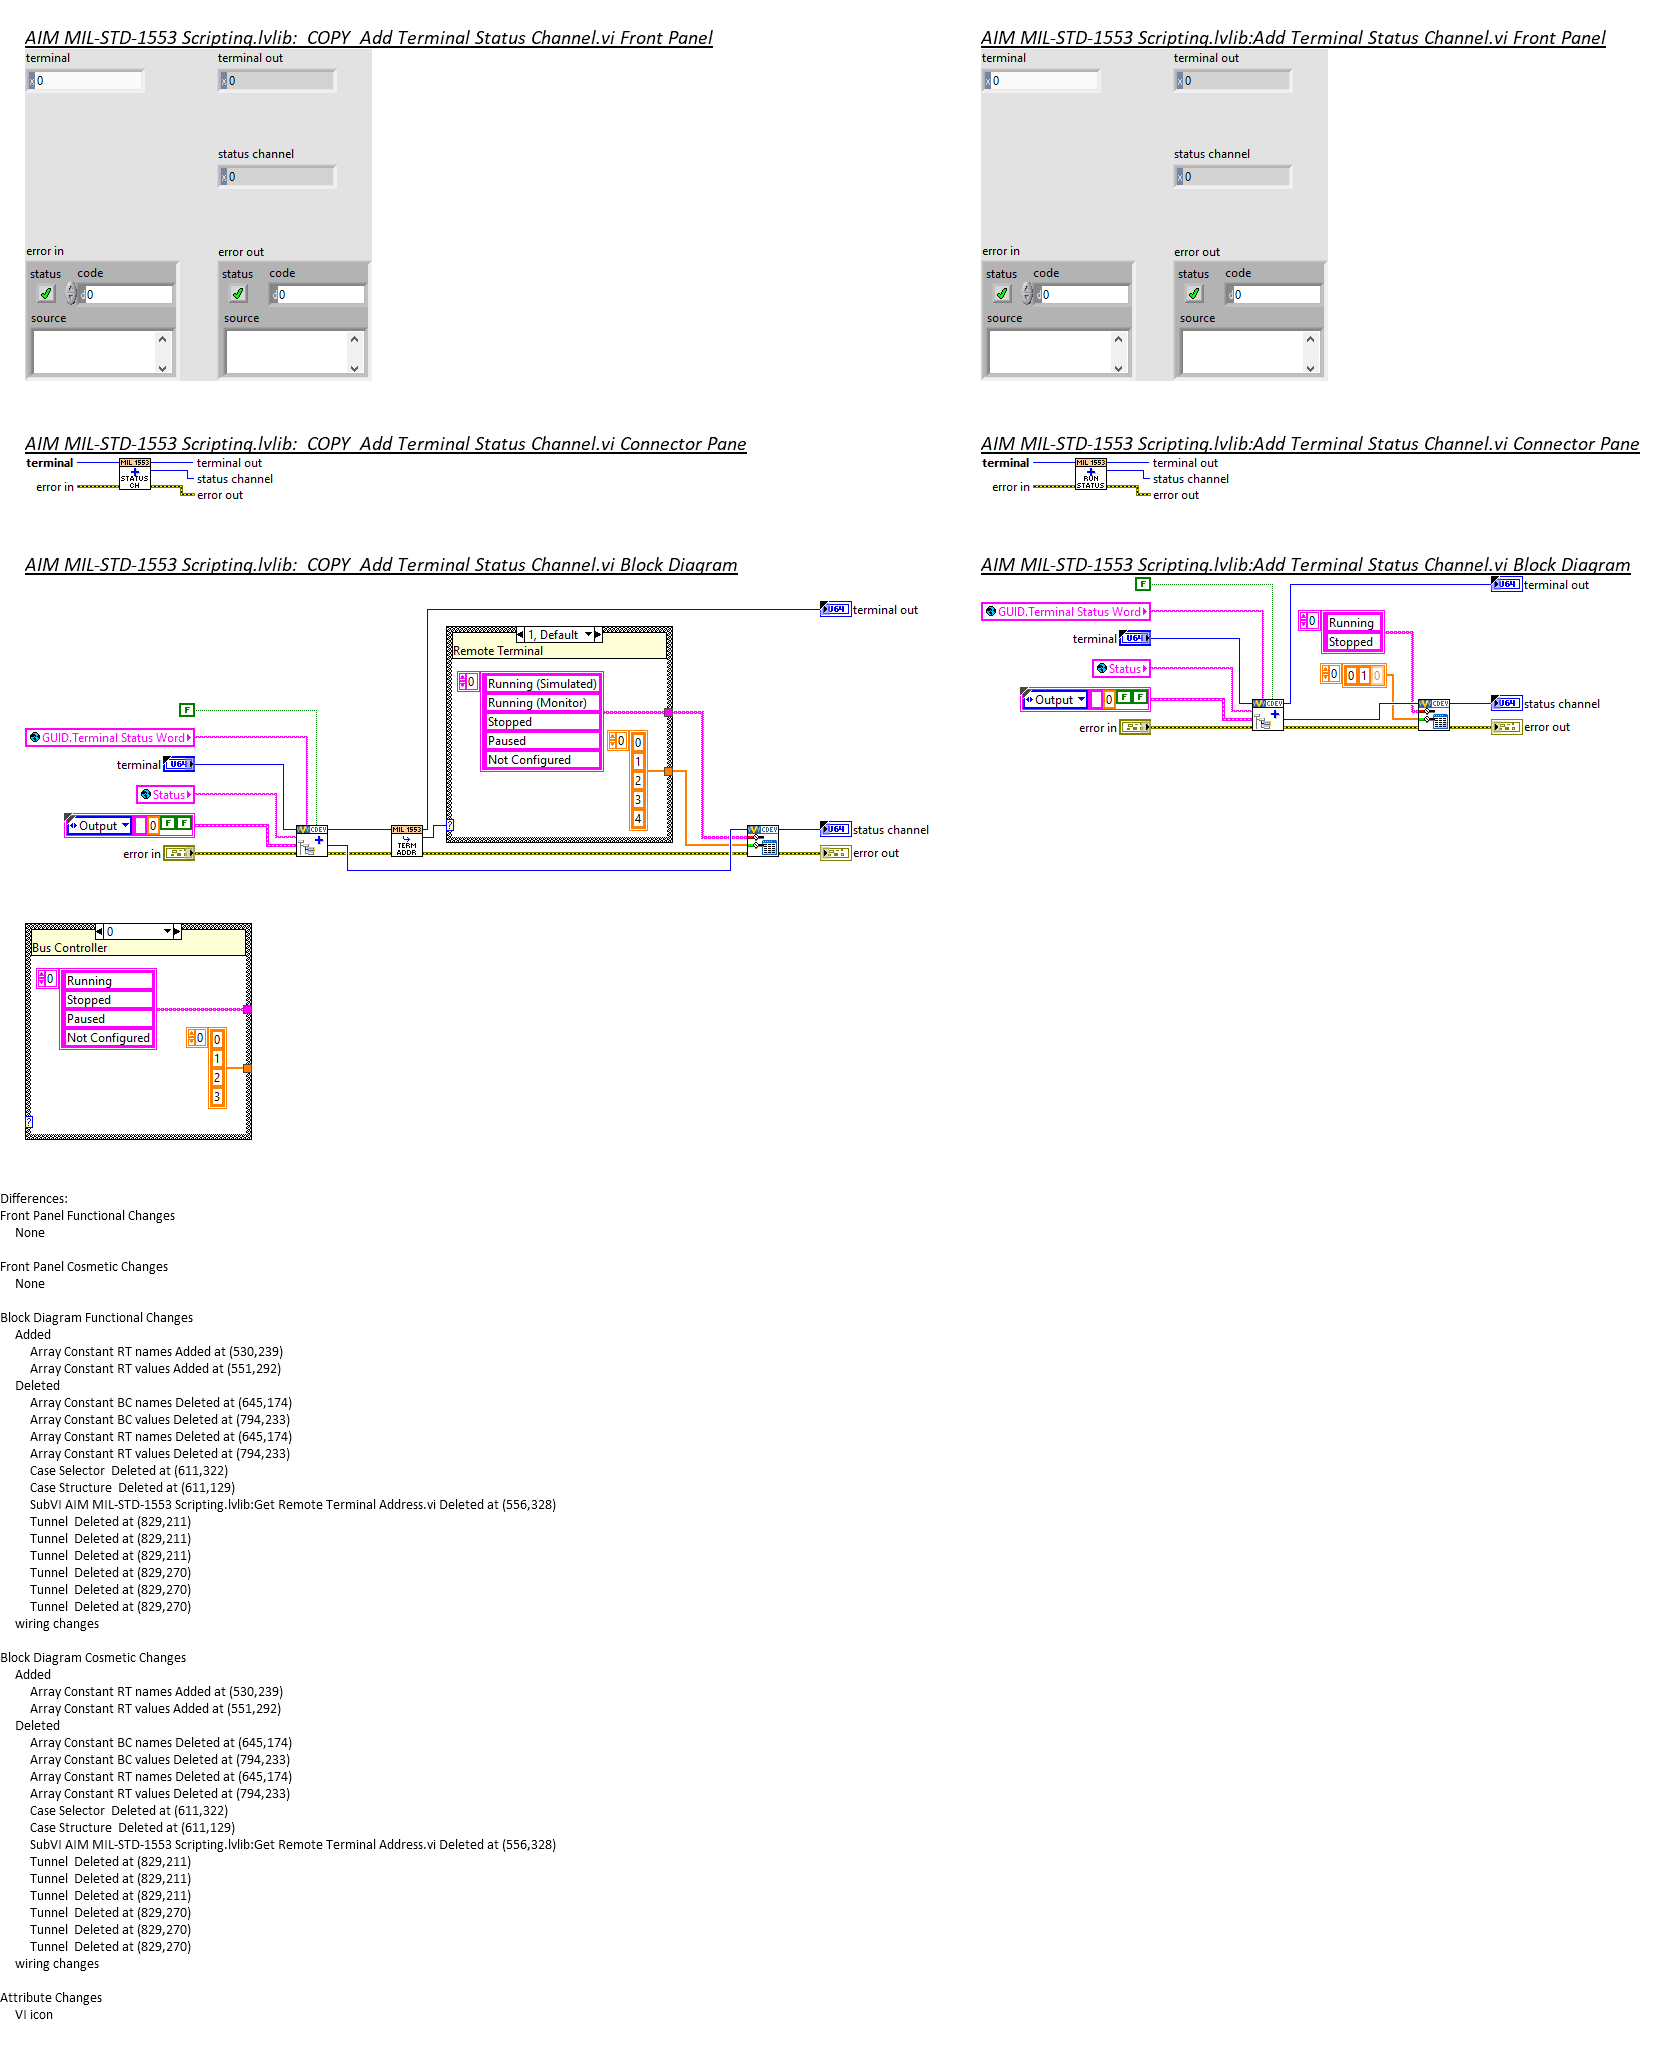 AIM MIL-STD-1553 Scripting.lvlib:_COPY_Add Terminal Status Channel.vi Front Panel
terminal
x 0
terminal out
x 0
status channel
x 0
error in
status code
d 0
source
error out
status code
d 0
source
AIM MIL-STD-1553 Scripting.lvlib:Add Terminal Status Channel.vi Front Panel
terminal
x 0
terminal out
x 0
status channel
x 0
error in
status code
d 0
source
error out
status code
d 0
source
AIM MIL-STD-1553 Scripting.lvlib:_COPY_Add Terminal Status Channel.vi Connector Pane
terminal
error in
MIL 1553
STATUS
CH
terminal out
status channel
error out
AIM MIL-STD-1553 Scripting.lvlib:Add Terminal Status Channel.vi Connector Pane
terminal
error in
MIL 1553
RUN
STATUS
terminal out
status channel
error out
AIM MIL-STD-1553 Scripting.lvlib:_COPY_Add Terminal Status Channel.vi Block Diagram
U64 terminal out
1, Default
Remote Terminal
0
Running (Simulated)
Running (Monitor)
Stopped
Paused
Not Configured
0
0
1
2
3
4
?
F
GUID.Terminal Status Word
terminal U64
Status
Output 0 F F
error in
CDEV
MIL 1553
TERM
ADDR
CDEV
U64 status channel
error out
0
Bus Controller
0
Running
Stopped
Paused
Not Configured
0
0
1
2
3
?
AIM MIL-STD-1553 Scripting.lvlib:Add Terminal Status Channel.vi Block Diagram
F
U64 terminal out
GUID.Terminal Status Word
0
Running
Stopped
terminal U64
Status
0 0 1 0
Output 0 F F
CDEV
CDEV
U64 status channel
error in
error out
Differences:
Front Panel Functional Changes
None
Front Panel Cosmetic Changes
None
Block Diagram Functional Changes
Added
Array Constant RT names Added at (530,239)
Array Constant RT values Added at (551,292)
Deleted
Array Constant BC names Deleted at (645,174)
Array Constant BC values Deleted at (794,233)
Array Constant RT names Deleted at (645,174)
Array Constant RT values Deleted at (794,233)
Case Selector  Deleted at (611,322)
Case Structure  Deleted at (611,129)
SubVI AIM MIL-STD-1553 Scripting.lvlib:Get Remote Terminal Address.vi Deleted at (556,328)
Tunnel  Deleted at (829,211)
Tunnel  Deleted at (829,211)
Tunnel  Deleted at (829,211)
Tunnel  Deleted at (829,270)
Tunnel  Deleted at (829,270)
Tunnel  Deleted at (829,270)
wiring changes
Block Diagram Cosmetic Changes
Added
Array Constant RT names Added at (530,239)
Array Constant RT values Added at (551,292)
Deleted
Array Constant BC names Deleted at (645,174)
Array Constant BC values Deleted at (794,233)
Array Constant RT names Deleted at (645,174)
Array Constant RT values Deleted at (794,233)
Case Selector  Deleted at (611,322)
Case Structure  Deleted at (611,129)
SubVI AIM MIL-STD-1553 Scripting.lvlib:Get Remote Terminal Address.vi Deleted at (556,328)
Tunnel  Deleted at (829,211)
Tunnel  Deleted at (829,211)
Tunnel  Deleted at (829,211)
Tunnel  Deleted at (829,270)
Tunnel  Deleted at (829,270)
Tunnel  Deleted at (829,270)
wiring changes
Attribute Changes
VI icon